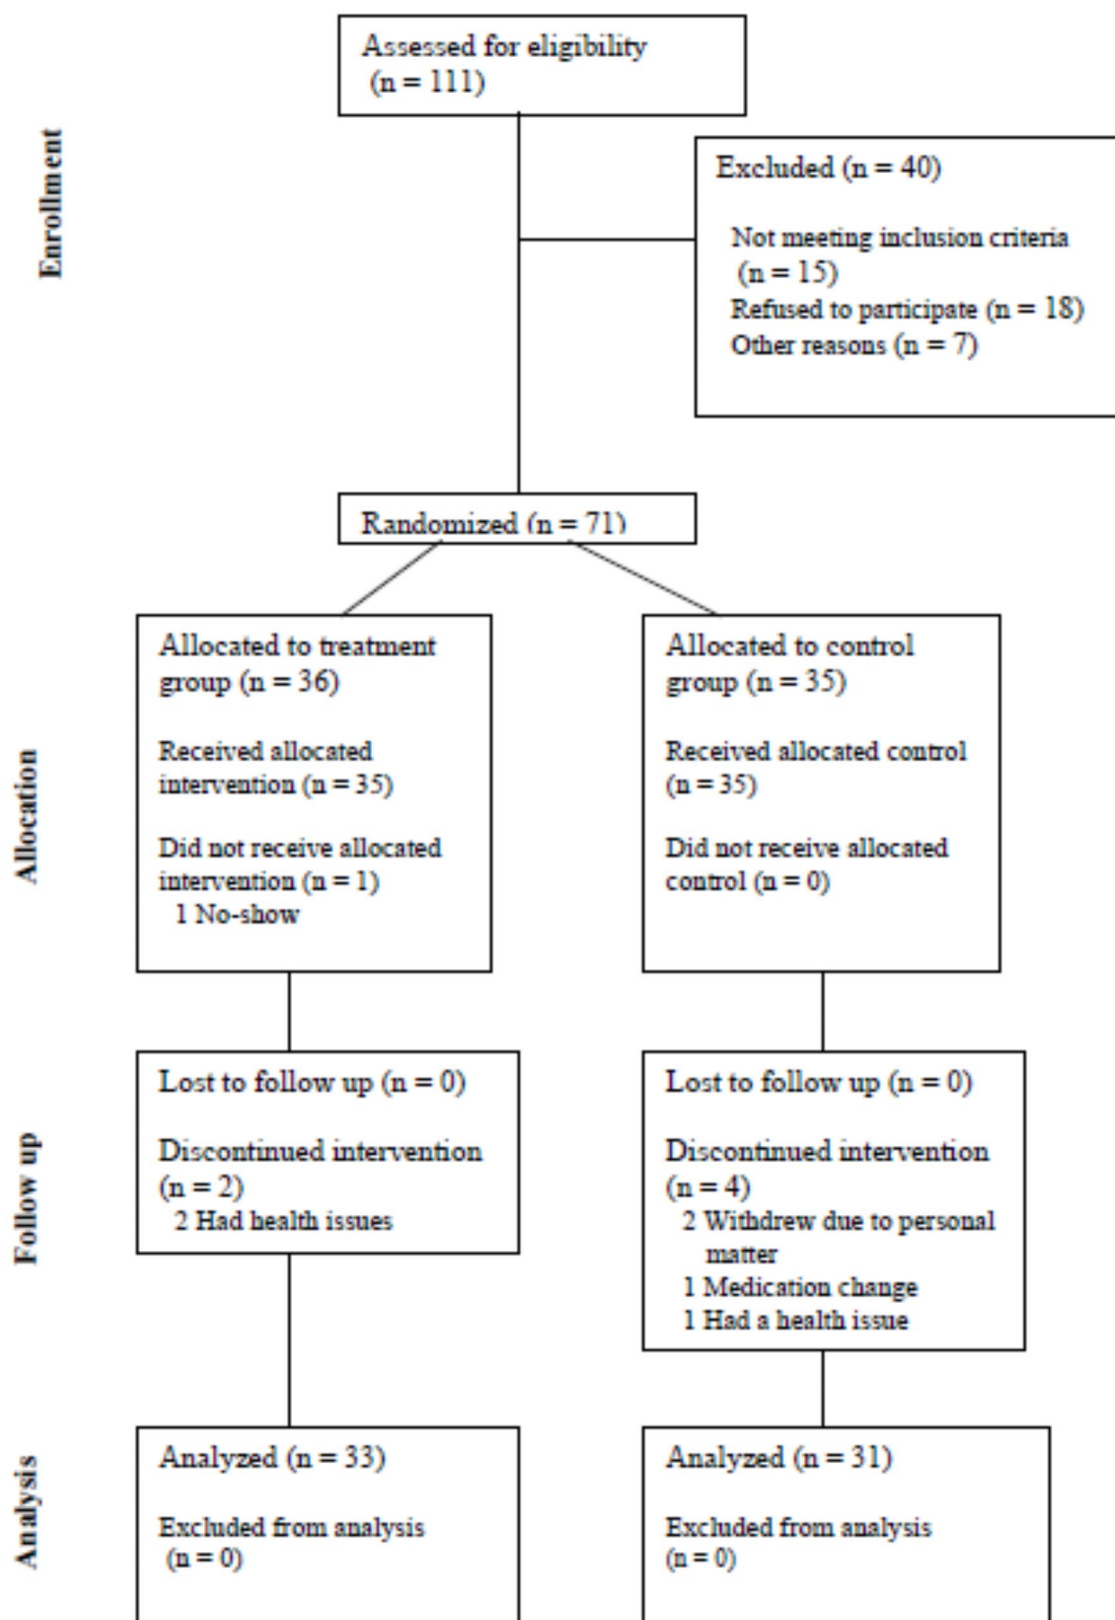 Assessed for eligibility
(n = 111)
Enrollment
Excluded (n = 40)
Not meeting inclusion criteria
(n = 15)
Refused to participate (n = 18)
Other reasons (n = 7)
Randomized (n = 71)
Allocation
Allocated to treatment
group (n = 36)
Received allocated
intervention (n = 35)
Did not receive allocated
intervention (n = 1)
1 No-show
Allocated to control
group (n = 35)
Received allocated control
(n = 35)
Did not receive allocated
control (n = 0)
Follow up
Lost to follow up (n = 0)
Discontinued intervention
(n = 2)
2 Had health issues
Lost to follow up (n = 0)
Discontinued intervention
(n = 4)
2 Withdrew due to personal
matter
1 Medication change
1 Had a health issue
Analysis
Analyzed (n = 33)
Excluded from analysis
(n = 0)
Analyzed (n = 31)
Excluded from analysis
(n = 0)